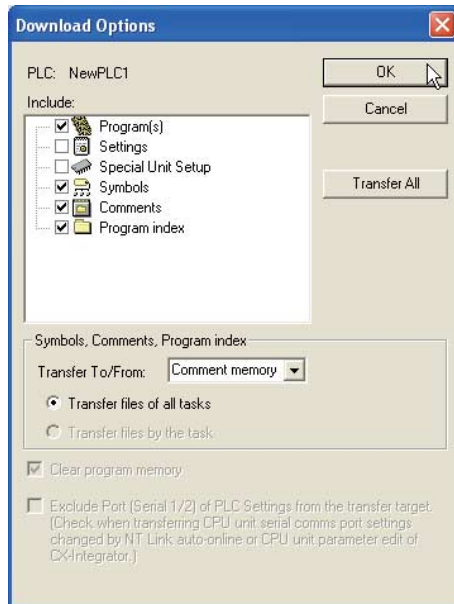 Download Options
PLC: NewPLC1
OK
Include:
Cancel
Program(s)
Settings
Special Unit Setup
Transfer All
Symbols
Comments
Program index
Symbols, Comments, Program index
Transfer To/From: Comment memory
Transfer files of all tasks
Transfer files by the task
Clear program memory
Exclude Port (Serial 1/2) of PLC Settings from the transfer target.
(Check when transferring CPU unit serial comms port settings
changed by NT Link auto-online or CPU unit parameter edit of
CX-Integrator.)